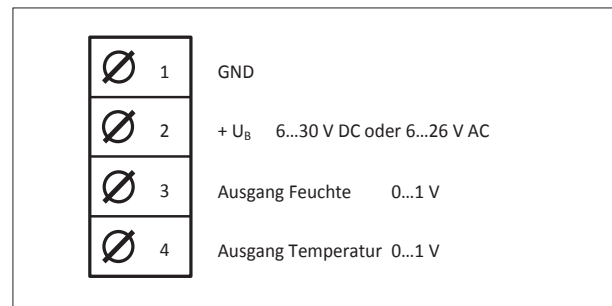 1 GND
2 + UB 6...30 V DC oder 6...26 V AC
3 Ausgang Feuchte 0...1 V
4 Ausgang Temperatur 0...1 V